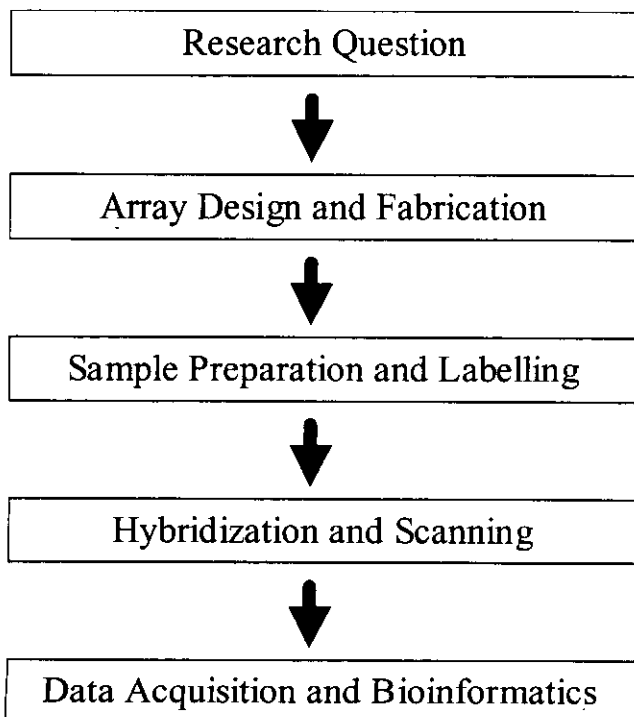 Research Question
Array Design and Fabrication
Sample Preparation and Labelling
Hybridization and Scanning
Data Acquisition and Bioinformatics